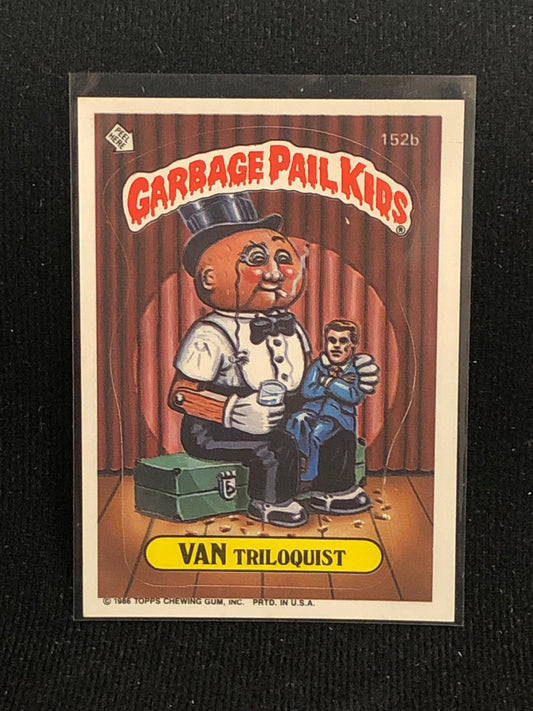 PEEL
HERE
152b
GARBAGE PAIL KIDS
®
VAN TRILOQUIST
© 1986 TOPPS CHEWING GUM, INC. PRTD. IN U.S.A.